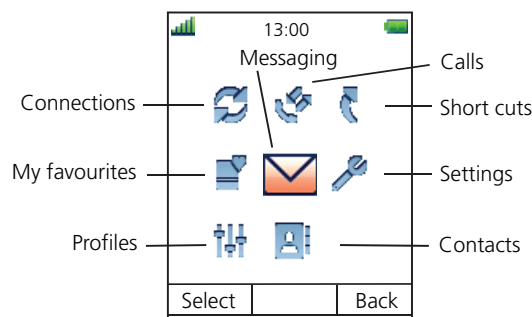 13:00
Messaging
Calls
Connections
Short cuts
My favourites
Settings
Profiles
Contacts
Select
Back